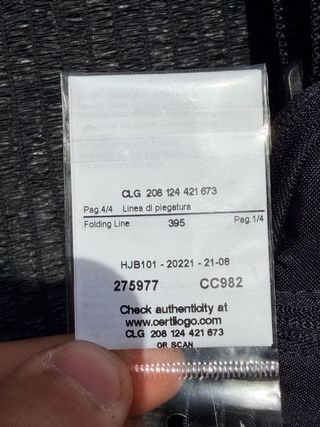 CLG 208 124 421 673
Pag.4/4 Linea di piegatura
Folding Line 395 Pag.1/4
HJB101 - 20221 - 21-08
275977 CC982
Check authenticity at
www.certilogo.com
CLG 208 124 421 673
OR SCAN